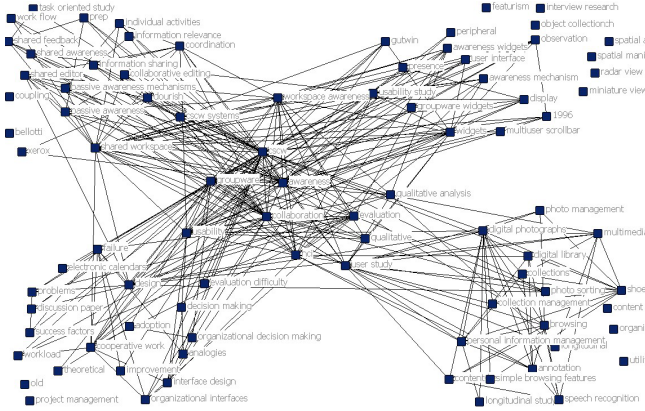 task oriented study
featurism
interview research
work flow
prep
individual activities
object collectionrch
information relevance
peripheral
shared feedback
gutwin
observation
coordination
awareness widgets
shared awareness
user interface
information sharing
presence
shared editor
collaborative editing
radar view
awareness mechanism
passive awareness mechanisms
miniature view
coupling
dourish
workspace awareness
usability study
display
passive awareness
groupware widgets
cscw systems
1996
bellotti
widgets
multiuser scrollbar
shared workspaces
xerox
cscw
groupware
awareness
qualitative analysis
photo management
collaboration
evaluation
usability
digital photographs
multimedia
qualitative
failure
digital library
user study
electronic calendars
collections
design
evaluation difficulty
problems
photo sorting
shoe
collection management
discussion paper
decision making
content
adoption
browsing
success factors
organizational decision making
personal information management
cooperative work
analogies
workload
theoretical
improvement
annotation
content
simple browsing features
old
interface design
project management
organizational interfaces
longitudinal study
speech recognition